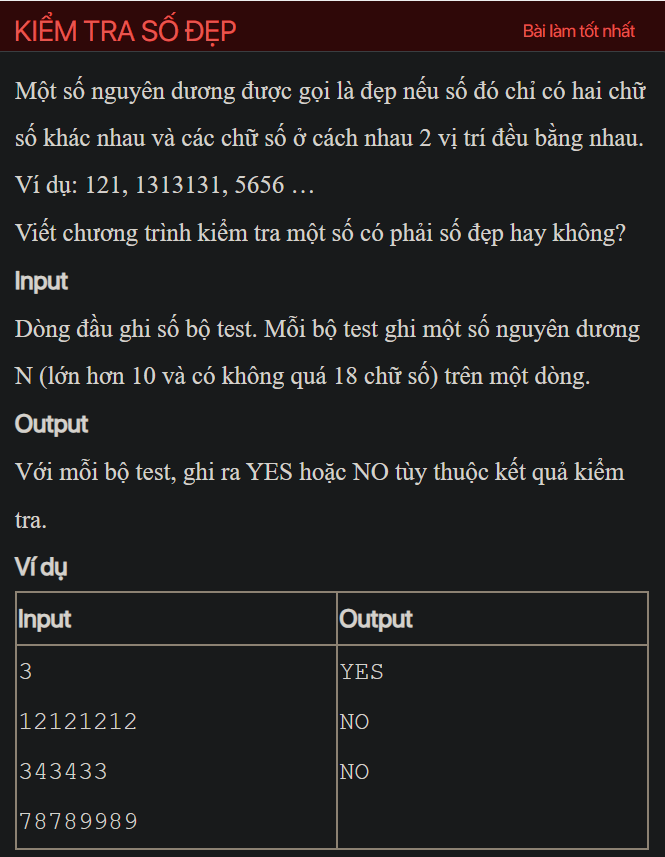 KIỂM TRA SỐ ĐẸP
Bài làm tốt nhất
Một số nguyên dương được gọi là đẹp nếu số đó chỉ có hai chữ
số khác nhau và các chữ số ở cách nhau 2 vị trí đều bằng nhau.
Ví dụ: 121, 1313131, 5656 …
Viết chương trình kiểm tra một số có phải số đẹp hay không?
Input
Dòng đầu ghi số bộ test. Mỗi bộ test ghi một số nguyên dương
N (lớn hơn 10 và có không quá 18 chữ số) trên một dòng.
Output
Với mỗi bộ test, ghi ra YES hoặc NO tùy thuộc kết quả kiểm
tra.
Ví dụ
Input
Output
3
12121212
343433
78789989
YES
NO
NO